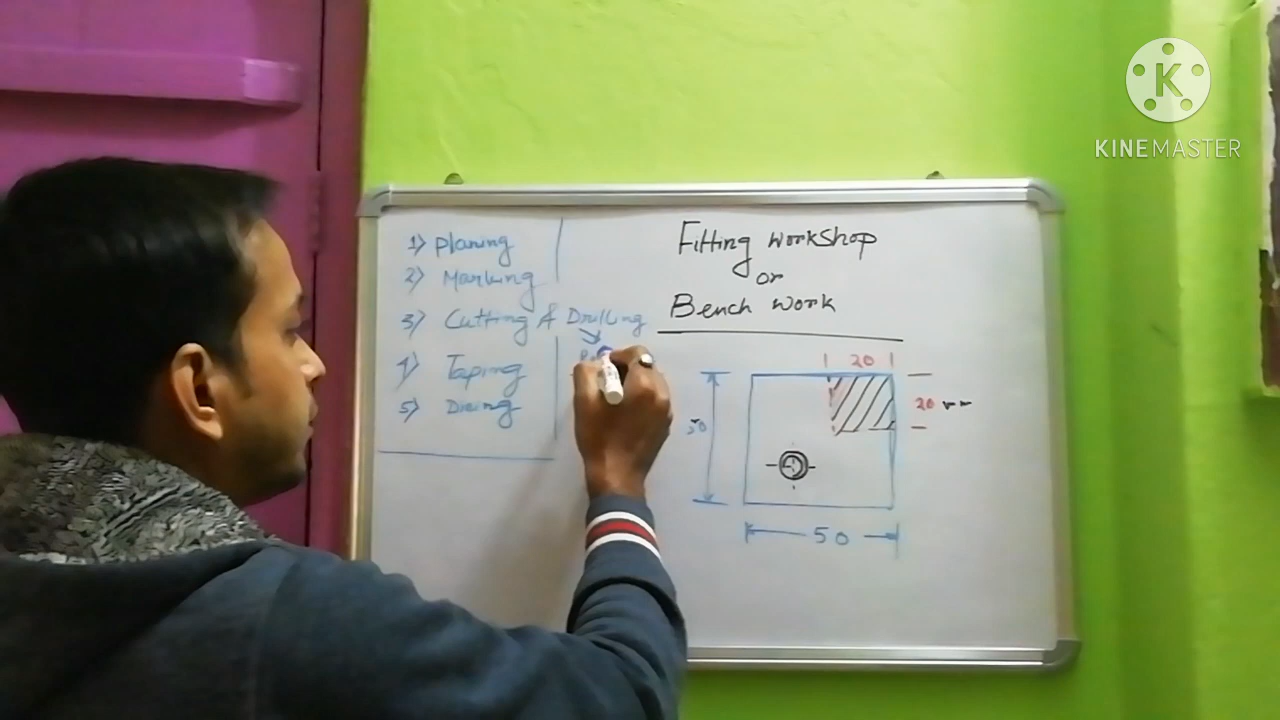 K
KINEMASTER
Fitting workshop
or
Bench work
1) Planing
2) Marking
3) Cutting & Drilling
4) Taping
5)
20
20 mm
50
50